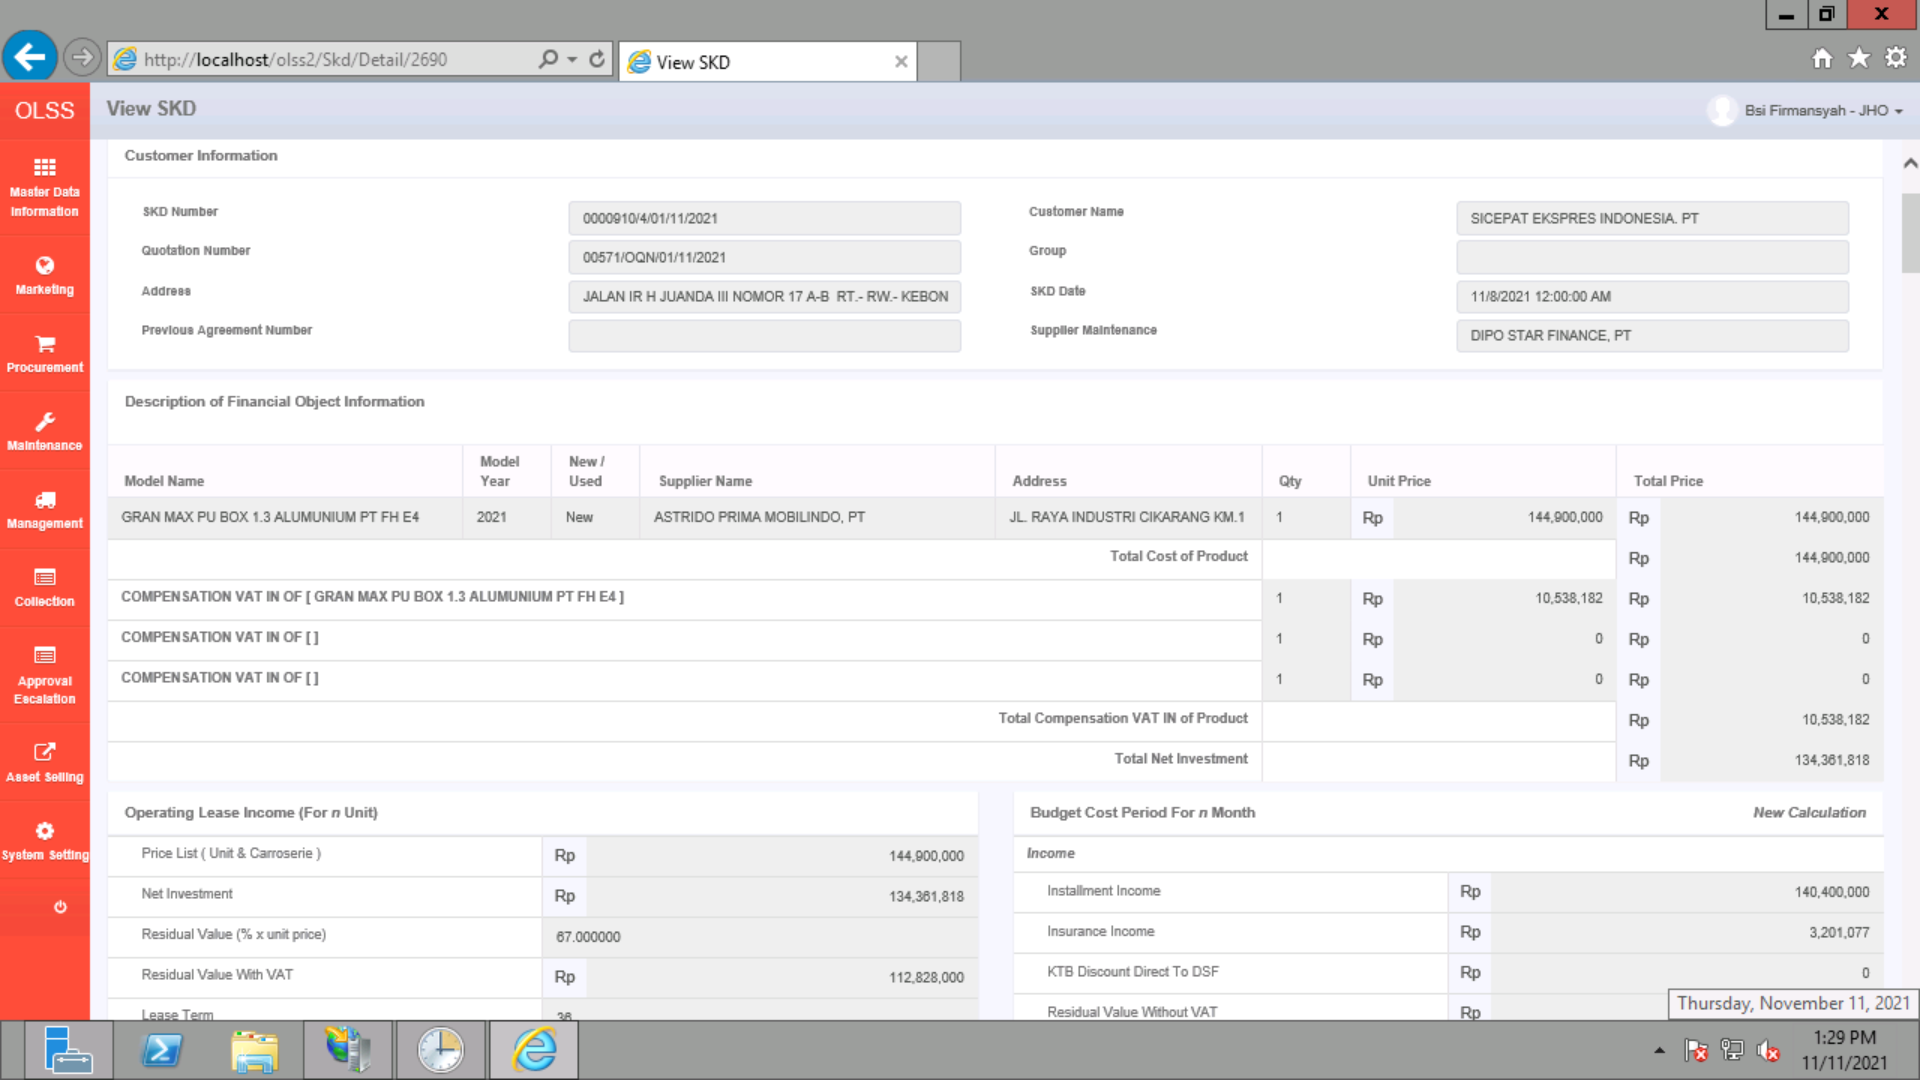 http://localhost/olss2/Skd/Detail/2690
View SKD
OLSS
View SKD
Bsi Firmansyah - JHO
Master Data
Information
Marketing
Procurement
Maintenance
Management
Collection
Approval
Escalation
Asset Selling
System Setting
Customer Information
SKD Number 0000910/4/01/11/2021 Customer Name SICEPAT EKSPRES INDONESIA. PT
Quotation Number 00571/OQN/01/11/2021 Group
Address JALAN IR H JUANDA III NOMOR 17 A-B RT.- RW.- KEBON SKD Date 11/8/2021 12:00:00 AM
Previous Agreement Number Supplier Maintenance DIPO STAR FINANCE, PT
Description of Financial Object Information
Model Name Model Year New / Used Supplier Name Address Qty Unit Price Total Price
GRAN MAX PU BOX 1.3 ALUMUNIUM PT FH E4 2021 New ASTRIDO PRIMA MOBILINDO, PT JL. RAYA INDUSTRI CIKARANG KM.1 1 Rp 144,900,000 Rp 144,900,000
Total Cost of Product Rp 144,900,000
COMPENSATION VAT IN OF [ GRAN MAX PU BOX 1.3 ALUMUNIUM PT FH E4 ] 1 Rp 10,538,182 Rp 10,538,182
COMPENSATION VAT IN OF [ ] 1 Rp 0 Rp 0
COMPENSATION VAT IN OF [ ] 1 Rp 0 Rp 0
Total Compensation VAT IN of Product Rp 10,538,182
Total Net Investment Rp 134,361,818
Operating Lease Income (For n Unit)
Price List ( Unit & Carroserie ) Rp 144,900,000
Net Investment Rp 134,361,818
Residual Value (% x unit price) 67.000000
Residual Value With VAT Rp 112,828,000
Lease Term 36
Budget Cost Period For n Month New Calculation
Income
Installment Income Rp 140,400,000
Insurance Income Rp 3,201,077
KTB Discount Direct To DSF Rp 0
Residual Value Without VAT Rp
Thursday, November 11, 2021
1:29 PM
11/11/2021